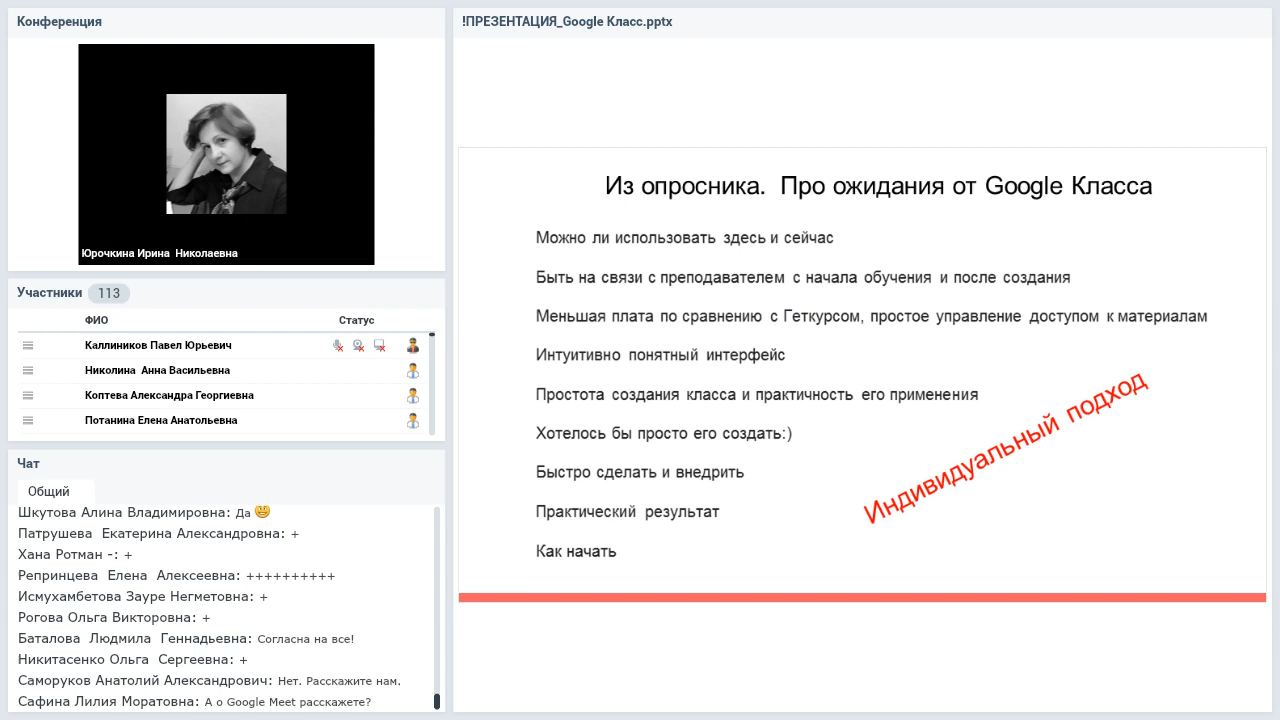 Конференция
Юрочкина Ирина Николаевна
Участники 113
ФИО Статус
Каллиников Павел Юрьевич
Николина Анна Васильевна
Коптева Александра Георгиевна
Потанина Елена Анатольевна
Чат
Общий
Шкутова Алина Владимировна: Да
Патрушева Екатерина Александровна: +
Хана Ротман -: +
Репринцева Елена Алексеевна: ++++++++++
Исмухамбетова Зауре Негметовна: +
Рогова Ольга Викторовна: +
Баталова Людмила Геннадьевна: Согласна на все!
Никитасенко Ольга Сергеевна: +
Саморуков Анатолий Александрович: Нет. Расскажите нам.
Сафина Лилия Моратовна: А о Google Meet расскажете?
!ПРЕЗЕНТАЦИЯ_Google Класс.pptx
Из опросника. Про ожидания от Google Класса
Можно ли использовать здесь и сейчас
Быть на связи с преподавателем с начала обучения и после создания
Меньшая плата по сравнению с Геткурсом, простое управление доступом к материалам
Интуитивно понятный интерфейс
Простота создания класса и практичность его применения
Хотелось бы просто его создать:)
Быстро сделать и внедрить
Практический результат
Как начать
Индивидуальный подход